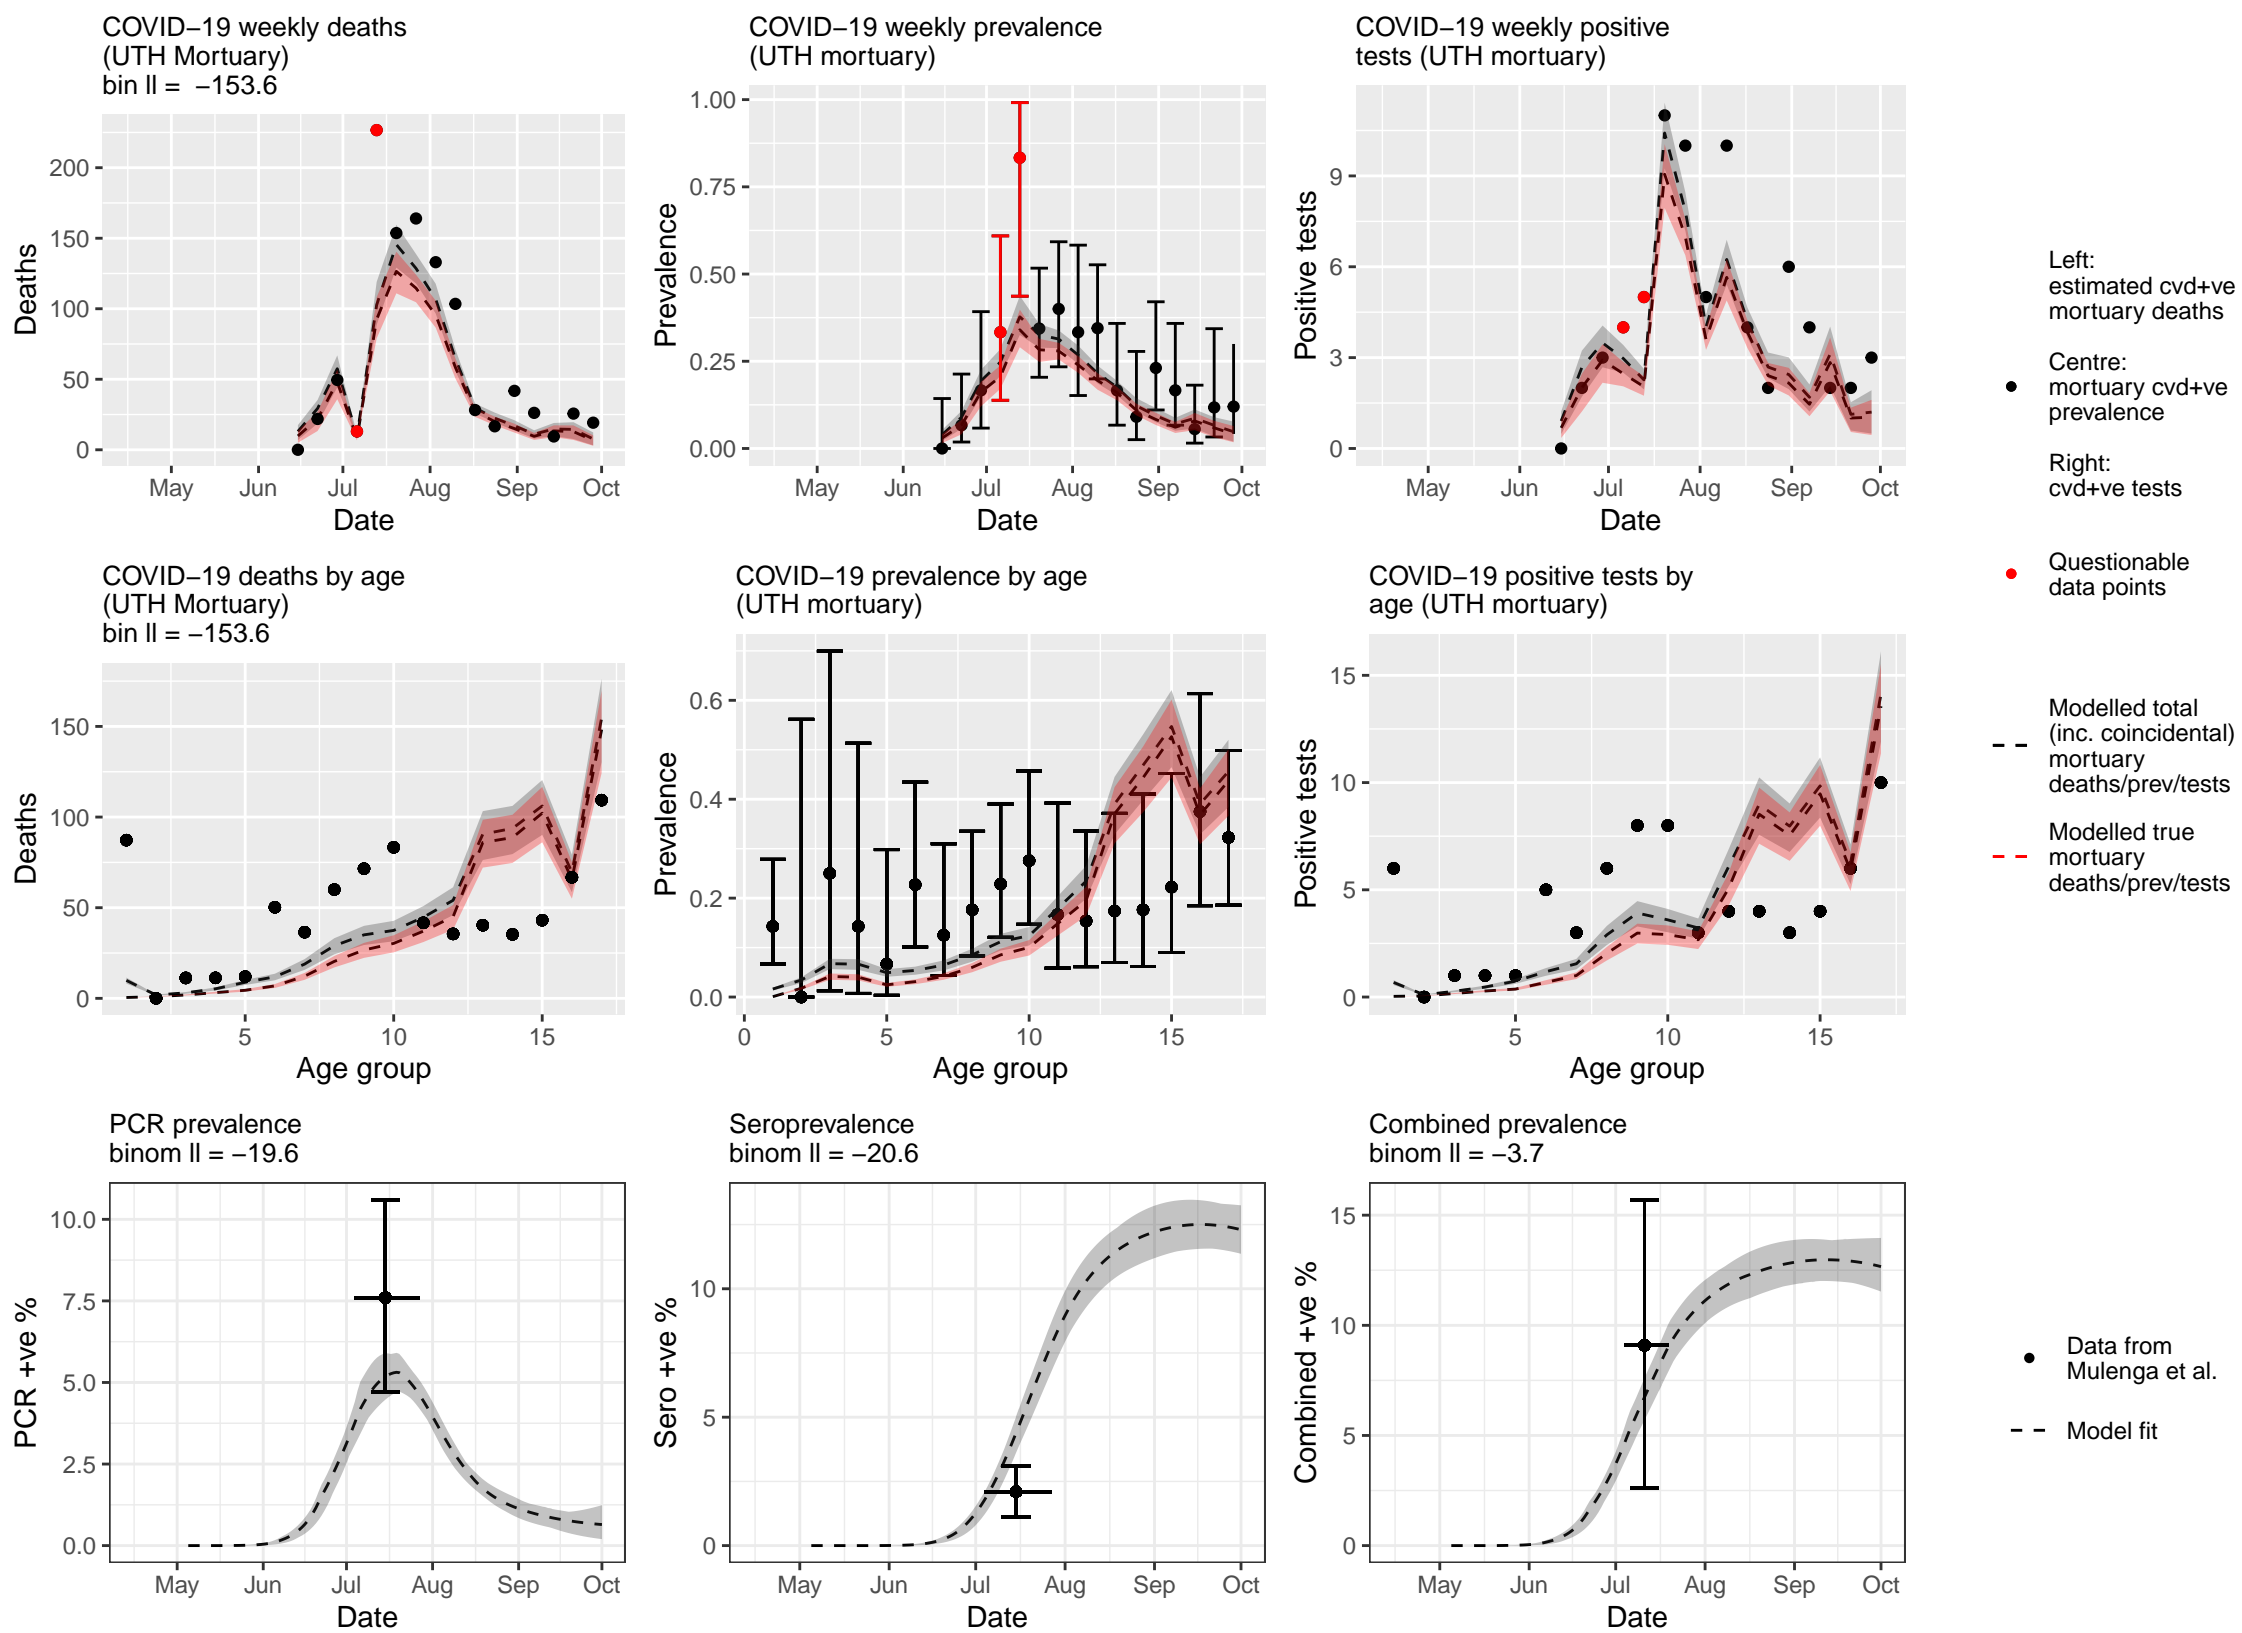 COVID−19 weekly deaths
(UTH Mortuary)
bin ll =  −153.6
Deaths
200
150
100
50
0
May Jun Jul Aug Sep Oct
Date
COVID−19 weekly prevalence
(UTH mortuary)
Prevalence
1.00
0.75
0.50
0.25
0.00
May Jun Jul Aug Sep Oct
Date
COVID−19 weekly positive
tests (UTH mortuary)
Positive tests
9
6
3
0
May Jun Jul Aug Sep Oct
Date
Left:
estimated cvd+ve
mortuary deaths
Centre:
mortuary cvd+ve
prevalence
Right:
cvd+ve tests
Questionable
data points
Modelled total
(inc. coincidental)
mortuary
deaths/prev/tests
Modelled true
mortuary
deaths/prev/tests
COVID−19 deaths by age
(UTH Mortuary)
bin ll = −153.6
Deaths
150
100
50
0
5 10 15
Age group
COVID−19 prevalence by age
(UTH mortuary)
Prevalence
0.6
0.4
0.2
0.0
0 5 10 15
Age group
COVID−19 positive tests by
age (UTH mortuary)
Positive tests
15
10
5
0
5 10 15
Age group
PCR prevalence
binom ll = −19.6
PCR +ve %
10.0
7.5
5.0
2.5
0.0
May Jun Jul Aug Sep Oct
Date
Seroprevalence
binom ll = −20.6
Sero +ve %
10
5
0
May Jun Jul Aug Sep Oct
Date
Combined prevalence
binom ll = −3.7
Combined +ve %
15
10
5
0
May Jun Jul Aug Sep Oct
Date
Data from
Mulenga et al.
Model fit